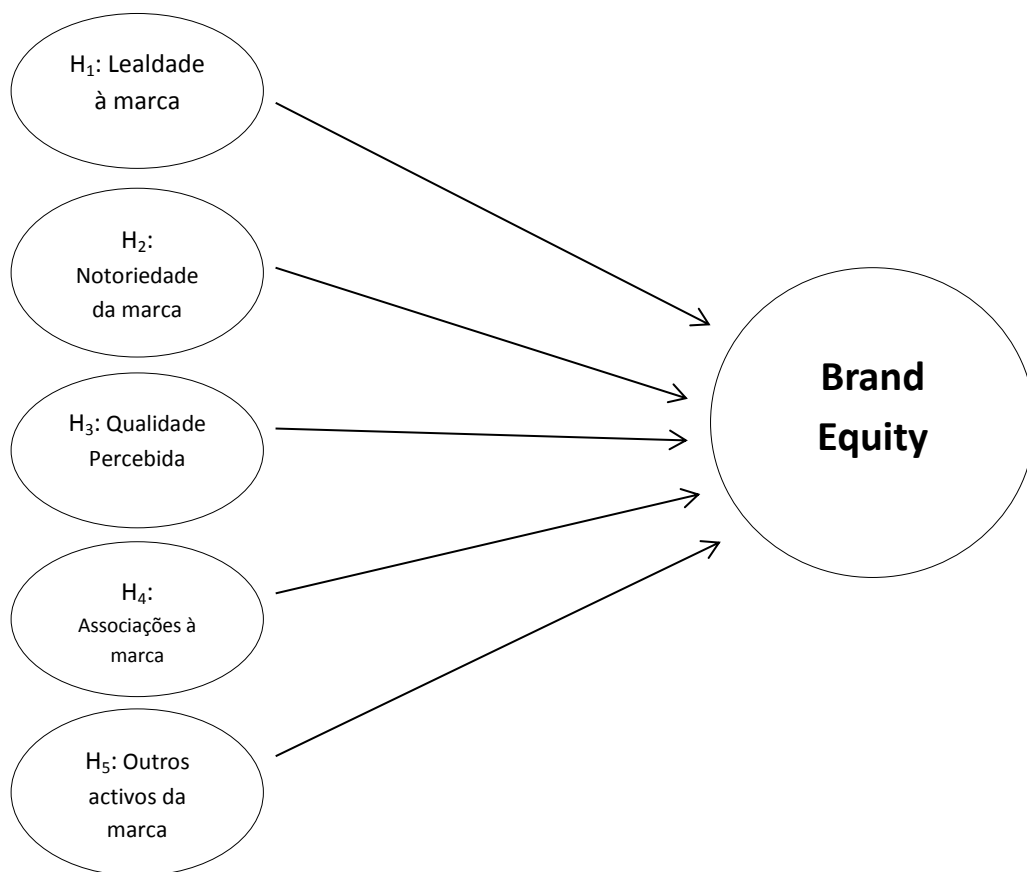 H₁: Lealdade
à marca
H₂:
Notoriedade
da marca
H₃: Qualidade
Percebida
H₄:
Associações à
marca
H₅: Outros
activos da
marca
Brand
Equity